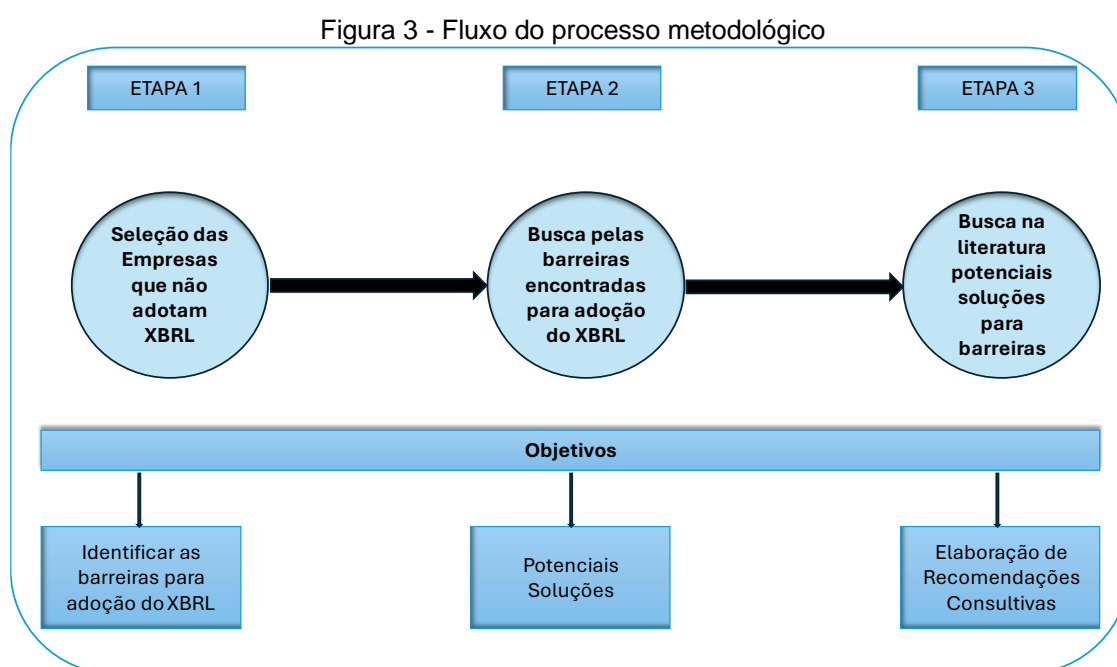 Figura 3 - Fluxo do processo metodológico
ETAPA 1
ETAPA 2
ETAPA 3
Seleção das
Empresas
que não
adotam
XBRL
Busca pelas
barreiras
encontradas
para adoção
do XBRL
Busca na
literatura
potenciais
soluções
para
barreiras
Objetivos
Identificar as
barreiras para
adoção do XBRL
Potenciais
Soluções
Elaboração de
Recomendações
Consultivas